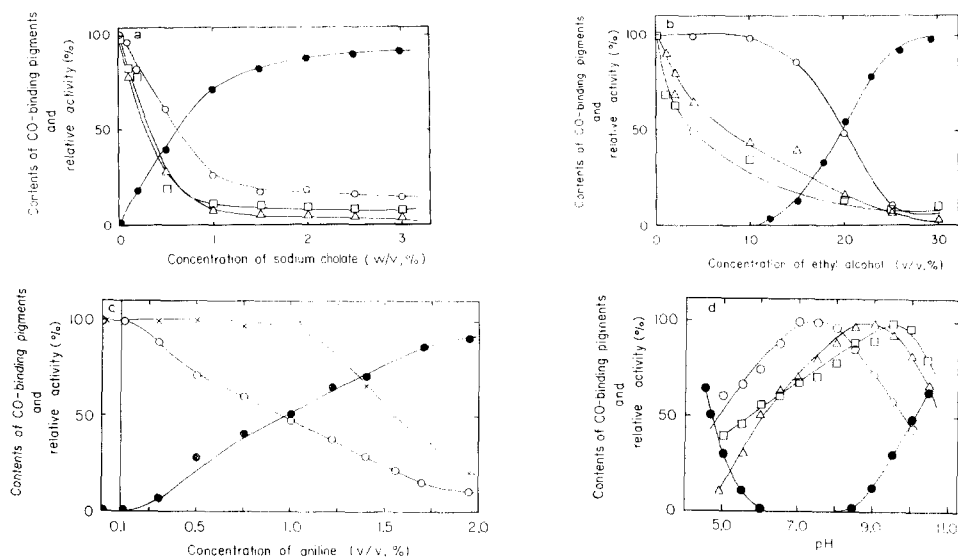 a
Contents of CO-binding pigments
and
relative activity (%)
100
50
0
0
1
2
3
Concentration of sodium cholate (w/v, %)
b
Contents of CO-binding pigments
and
relative activity (%)
100
50
0
0
10
20
30
Concentration of ethyl alcohol (v/v, %)
c
Contents of CO-binding pigments
and
relative activity (%)
100
50
0
0.1
0.5
1.0
1.5
2.0
Concentration of aniline (v/v, %)
d
Contents of CO-binding pigments
and
relative activity (%)
100
50
0
5.0
7.0
9.0
11.0
pH